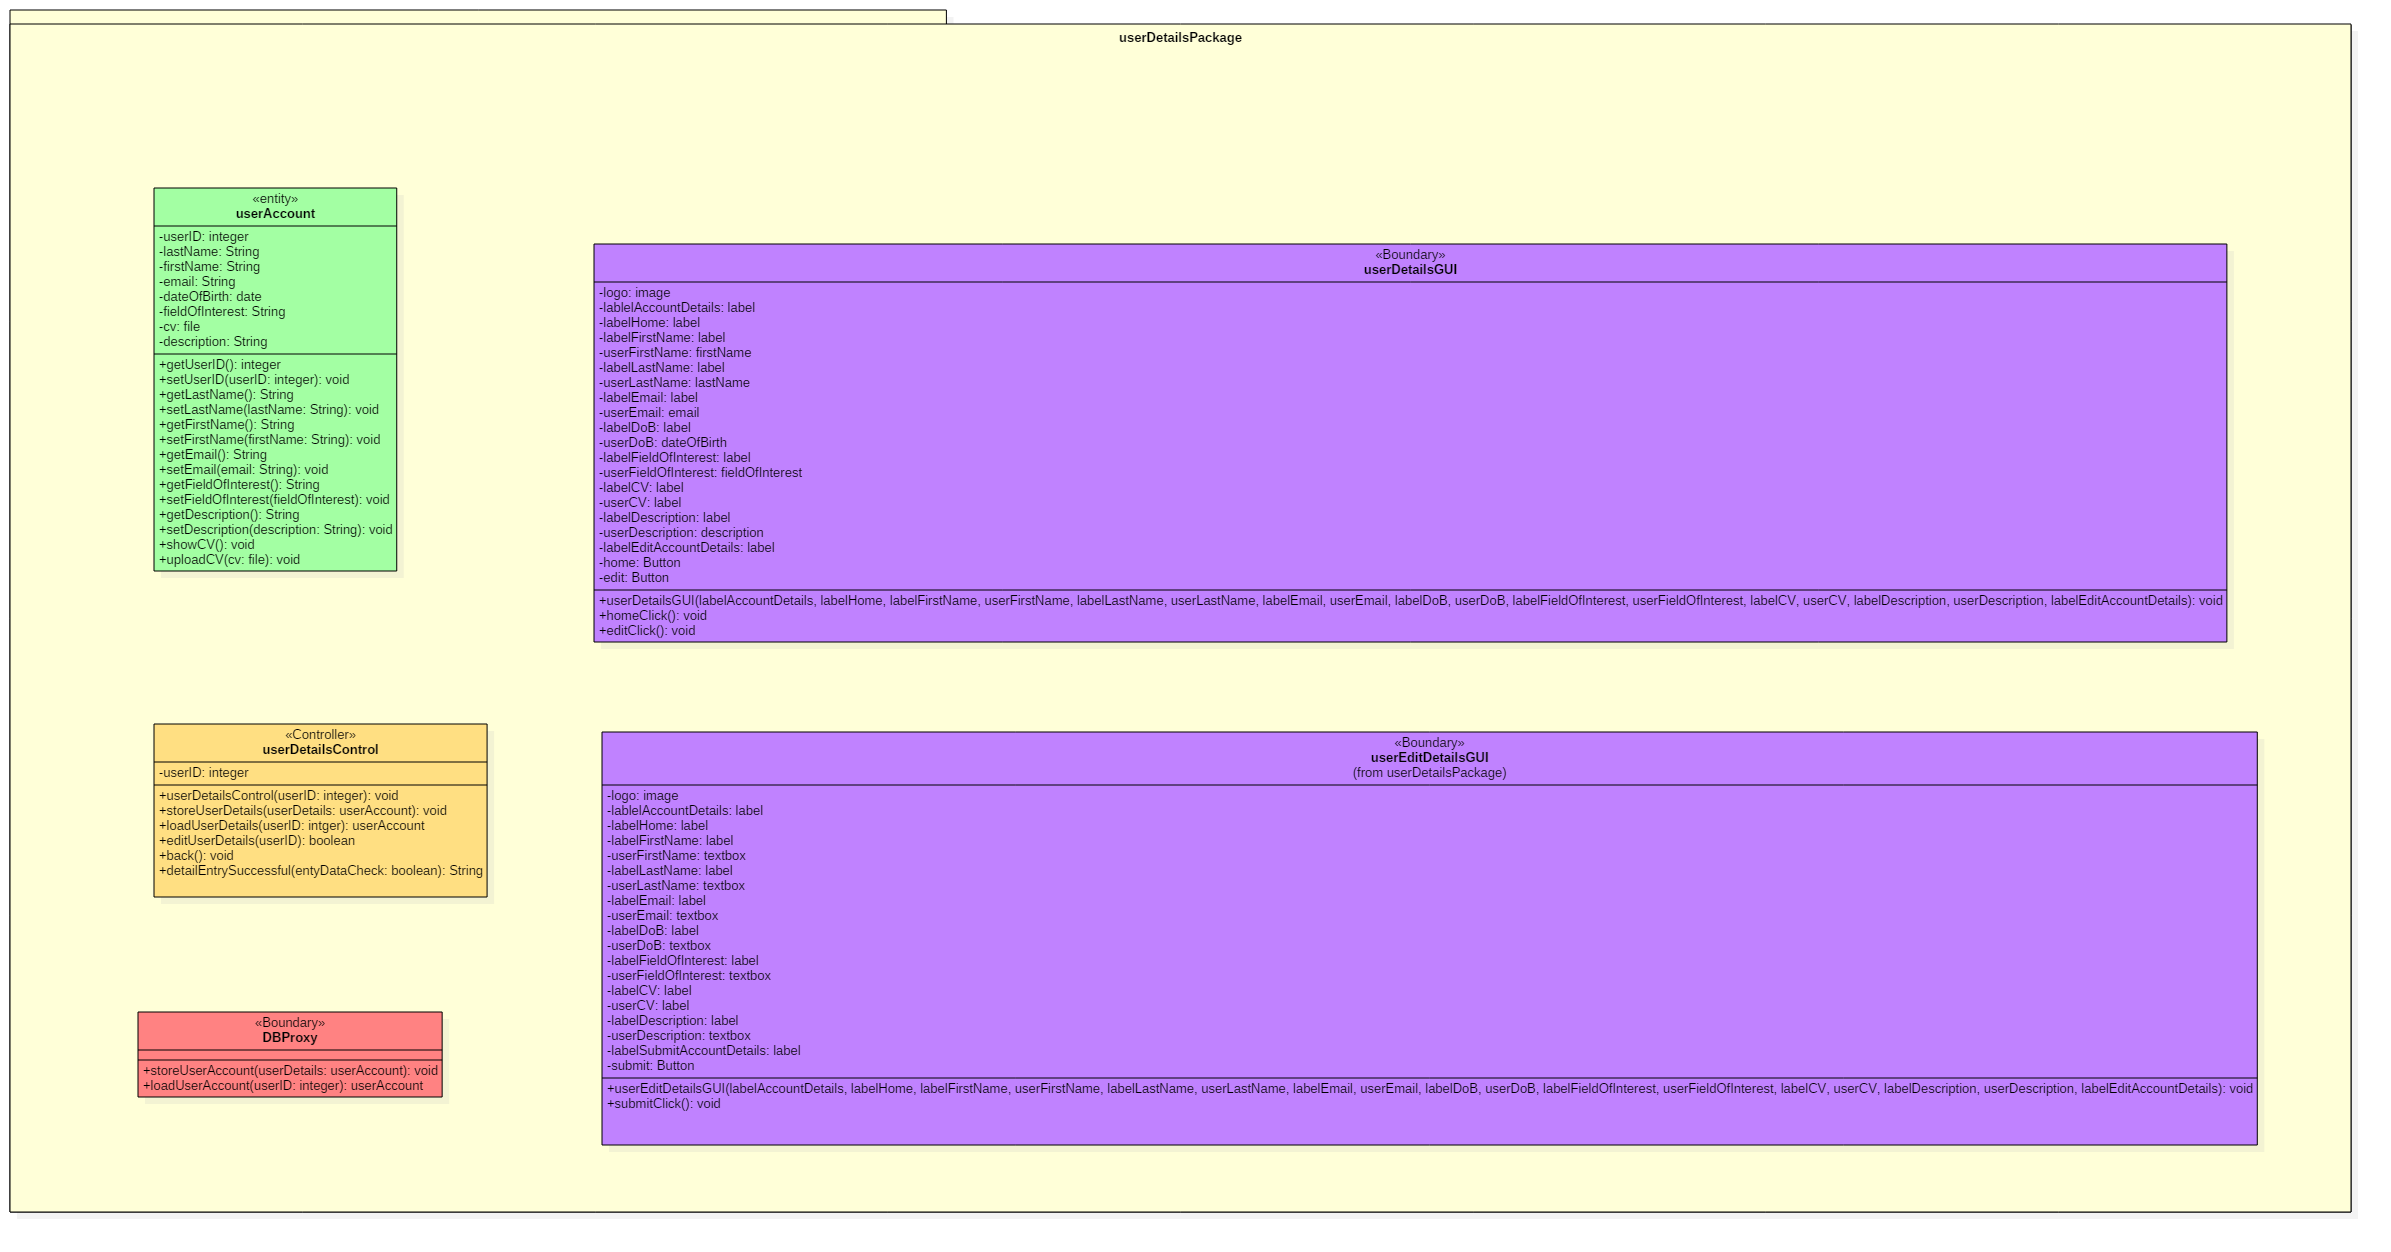 userDetailsPackage
«entity»
userAccount
-userID: integer
-lastName: String
-firstName: String
-email: String
-dateOfBirth: date
-fieldOfInterest: String
-cv: file
-description: String
+getUserID(): integer
+setUserID(userID: integer): void
+getLastName(): String
+setLastName(lastName: String): void
+getFirstName(): String
+setFirstName(firstName: String): void
+getEmail(): String
+setEmail(email: String): void
+getFieldOfInterest(): String
+setFieldOfInterest(fieldOfInterest): void
+getDescription(): String
+setDescription(description: String): void
+showCV(): void
+uploadCV(cv: file): void
«Boundary»
userDetailsGUI
-logo: image
-lablelAccountDetails: label
-labelHome: label
-labelFirstName: label
-userFirstName: firstName
-labelLastName: label
-userLastName: lastName
-labelEmail: label
-userEmail: email
-labelDoB: label
-userDoB: dateOfBirth
-labelFieldOfInterest: label
-userFieldOfInterest: fieldOfInterest
-labelCV: label
-userCV: label
-labelDescription: label
-userDescription: description
-labelEditAccountDetails: label
-home: Button
-edit: Button
+userDetailsGUI(labelAccountDetails, labelHome, labelFirstName, userFirstName, labelLastName, userLastName, labelEmail, userEmail, labelDoB, userDoB, labelFieldOfInterest, userFieldOfInterest, labelCV, userCV, labelDescription, userDescription, labelEditAccountDetails): void
+homeClick(): void
+editClick(): void
«Controller»
userDetailsControl
-userID: integer
+userDetailsControl(userID: integer): void
+storeUserDetails(userDetails: userAccount): void
+loadUserDetails(userID: intger): userAccount
+editUserDetails(userID): boolean
+back(): void
+detailEntrySuccessful(entyDataCheck: boolean): String
«Boundary»
userEditDetailsGUI
(from userDetailsPackage)
-logo: image
-lablelAccountDetails: label
-labelHome: label
-labelFirstName: label
-userFirstName: textbox
-labelLastName: label
-userLastName: textbox
-labelEmail: label
-userEmail: textbox
-labelDoB: label
-userDoB: textbox
-labelFieldOfInterest: label
-userFieldOfInterest: textbox
-labelCV: label
-userCV: label
-labelDescription: label
-userDescription: textbox
-labelSubmitAccountDetails: label
-submit: Button
+userEditDetailsGUI(labelAccountDetails, labelHome, labelFirstName, userFirstName, labelLastName, userLastName, labelEmail, userEmail, labelDoB, userDoB, labelFieldOfInterest, userFieldOfInterest, labelCV, userCV, labelDescription, userDescription, labelEditAccountDetails): void
+submitClick(): void
«Boundary»
DBProxy
+storeUserAccount(userDetails: userAccount): void
+loadUserAccount(userID: integer): userAccount